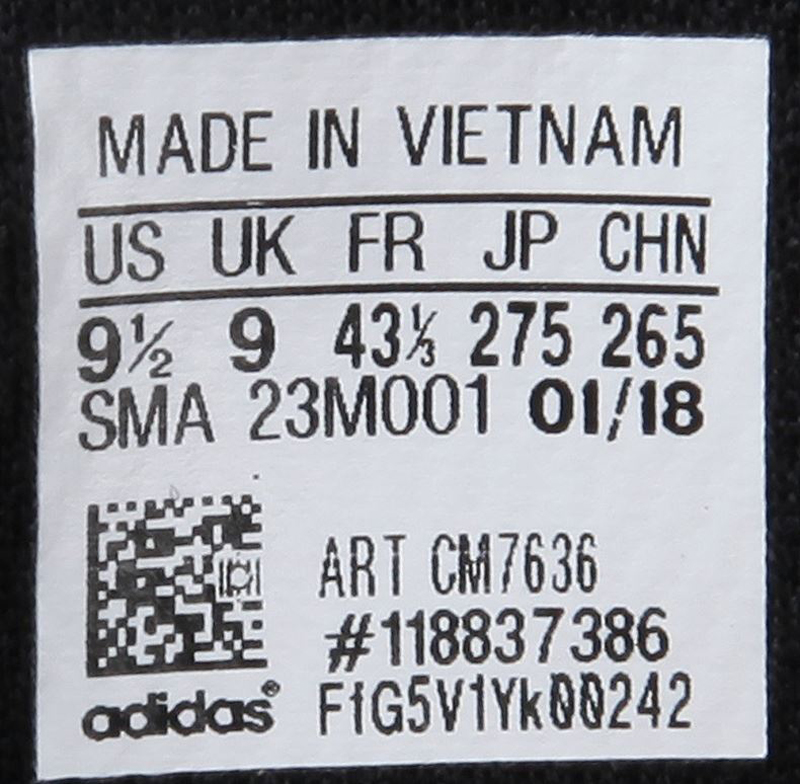 MADE IN VIETNAM
US UK FR JP CHN
9½ 9 43⅓ 275 265
SMA 23M001 01/18
ART CM7636
#118837386
adidas® F1G5V1Yk00242